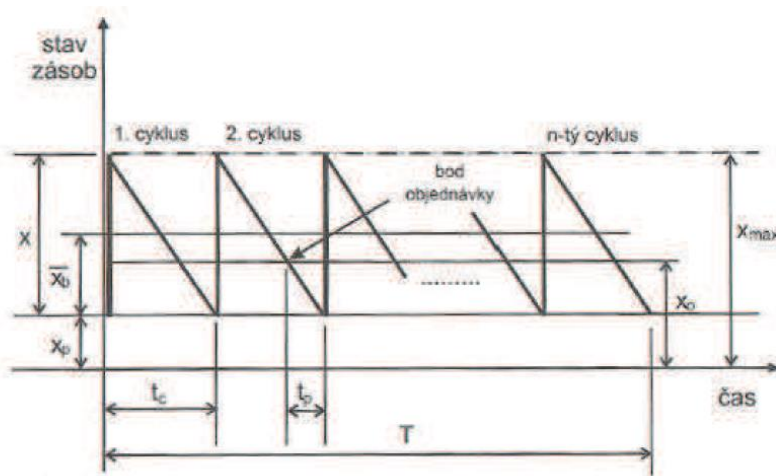 stav
zásob
1. cyklus
2. cyklus
n-tý cyklus
bod
objednávky
x
x̄b
xp
xo
xmax
.........
tc
tp
čas
T